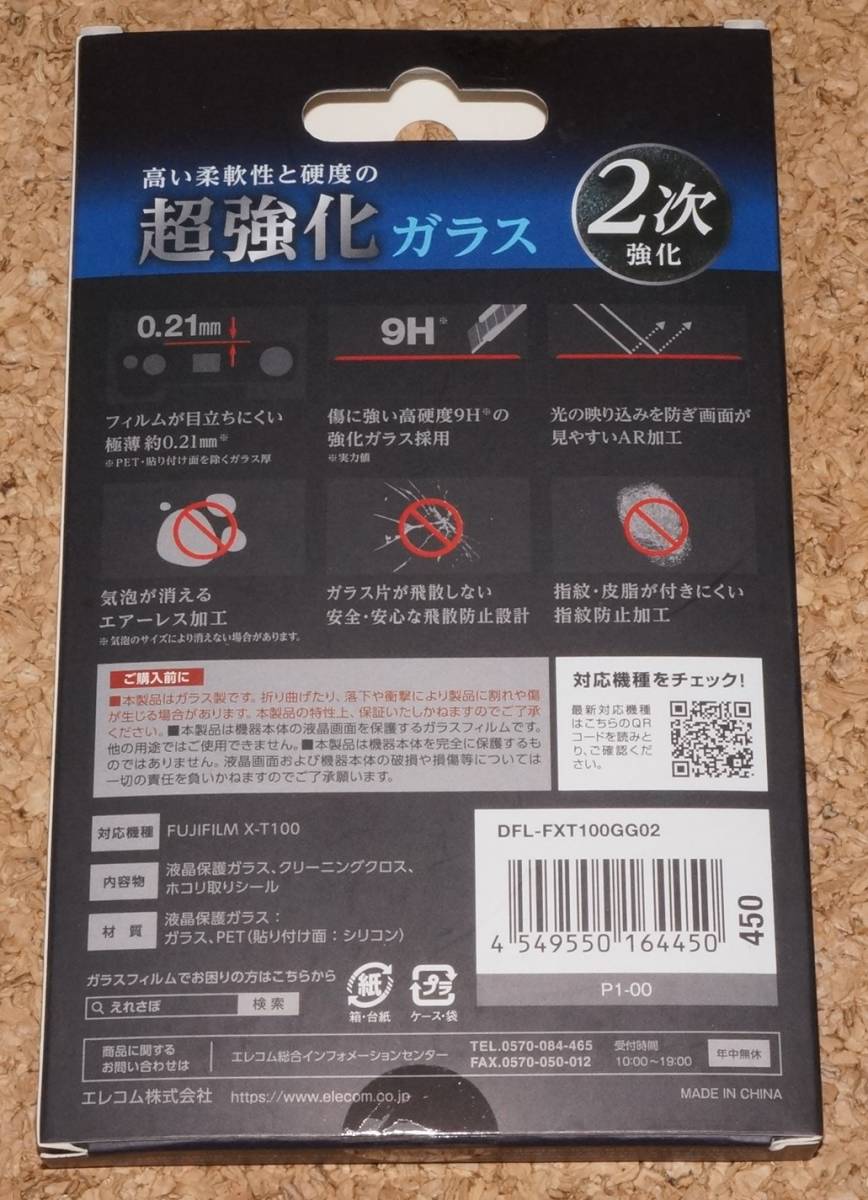 高い柔軟性と硬度の
超強化ガラス
2次
強化
0.21㎜
フィルムが目立ちにくい
極薄 約0.21㎜※
※PET・貼り付け面を除くガラス厚
9H※
傷に強い高硬度9H※の
強化ガラス採用
※実力値
光の映り込みを防ぎ画面が
見やすいAR加工
気泡が消える
エアーレス加工
※気泡のサイズにより消えない場合があります。
ガラス片が飛散しない
安全・安心な飛散防止設計
指紋・皮脂が付きにくい
指紋防止加工
ご購入前に
■本製品はガラス製です。折り曲げたり、落下や衝撃により製品に割れや傷
が生じる場合があります。本製品の特性上、保証いたしかねますのでご了承
ください。■本製品は機器本体の液晶画面を保護するガラスフィルムです。
他の用途ではご使用できません。■本製品は機器本体を完全に保護するも
のではありません。液晶画面および機器本体の破損や損傷等については
一切の責任を負いかねますのでご了承願います。
対応機種をチェック!
最新対応機種
はこちらのQR
コードを読みと
り、ご確認くだ
さい。
対応機種 FUJIFILM X-T100
内容物 液晶保護ガラス、クリーニングクロス、
ホコリ取りシール
材質 液晶保護ガラス：
ガラス、PET(貼り付け面：シリコン)
DFL-FXT100GG02
4 549550 164450
450
P1-00
ガラスフィルムでお困りの方はこちらから
えれさぽ 検索
紙
箱・台紙
プラ
ケース・袋
商品に関する
お問い合わせは
エレコム総合インフォメーションセンター
TEL.0570-084-465
FAX.0570-050-012
受付時間
10:00～19:00
年中無休
エレコム株式会社 https://www.elecom.co.jp
MADE IN CHINA